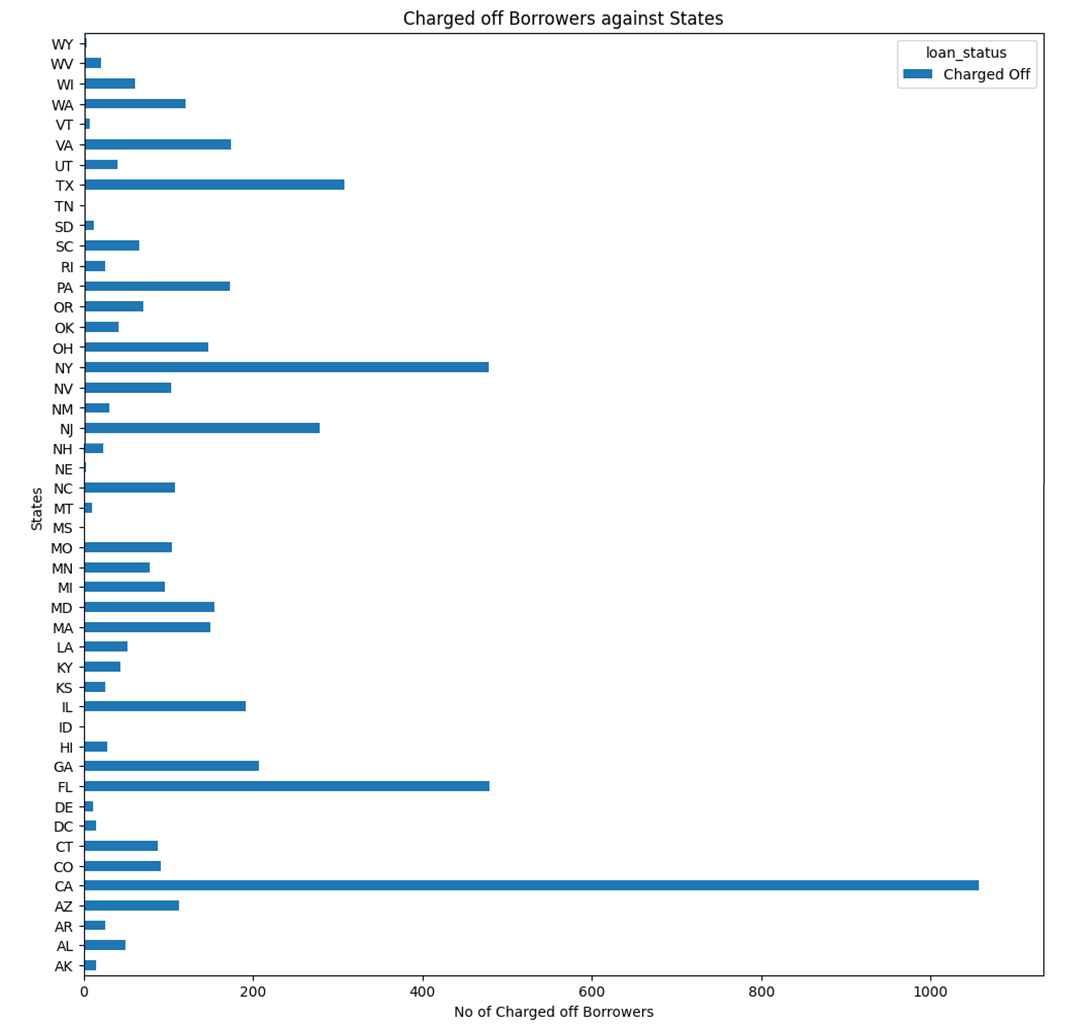 Charged off Borrowers against States
loan_status
Charged Off
WY
WV
WI
WA
VT
VA
UT
TX
TN
SD
SC
RI
PA
OR
OK
OH
NY
NV
NM
NJ
NH
NE
NC
MT
MS
MO
MN
MI
MD
MA
LA
KY
KS
IL
ID
HI
GA
FL
DE
DC
CT
CO
CA
AZ
AR
AL
AK
States
0 200 400 600 800 1000
No of Charged off Borrowers